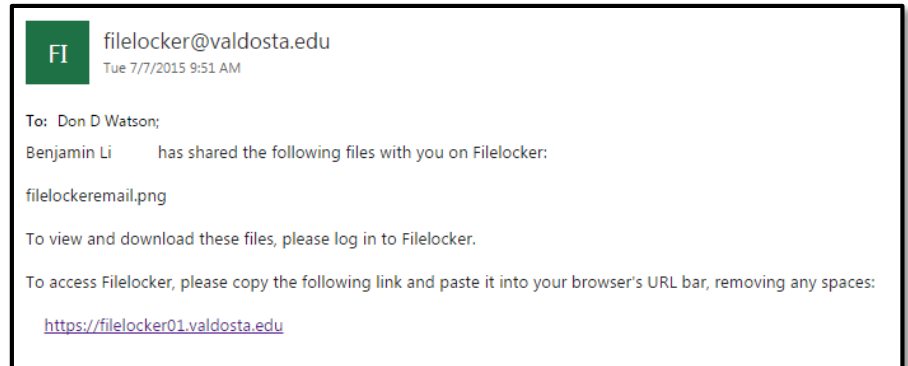 FI
filelocker@valdosta.edu
Tue 7/7/2015 9:51 AM
To: Don D Watson;
Benjamin Li has shared the following files with you on Filelocker:
filelockeremail.png
To view and download these files, please log in to Filelocker.
To access Filelocker, please copy the following link and paste it into your browser's URL bar, removing any spaces:
https://filelocker01.valdosta.edu